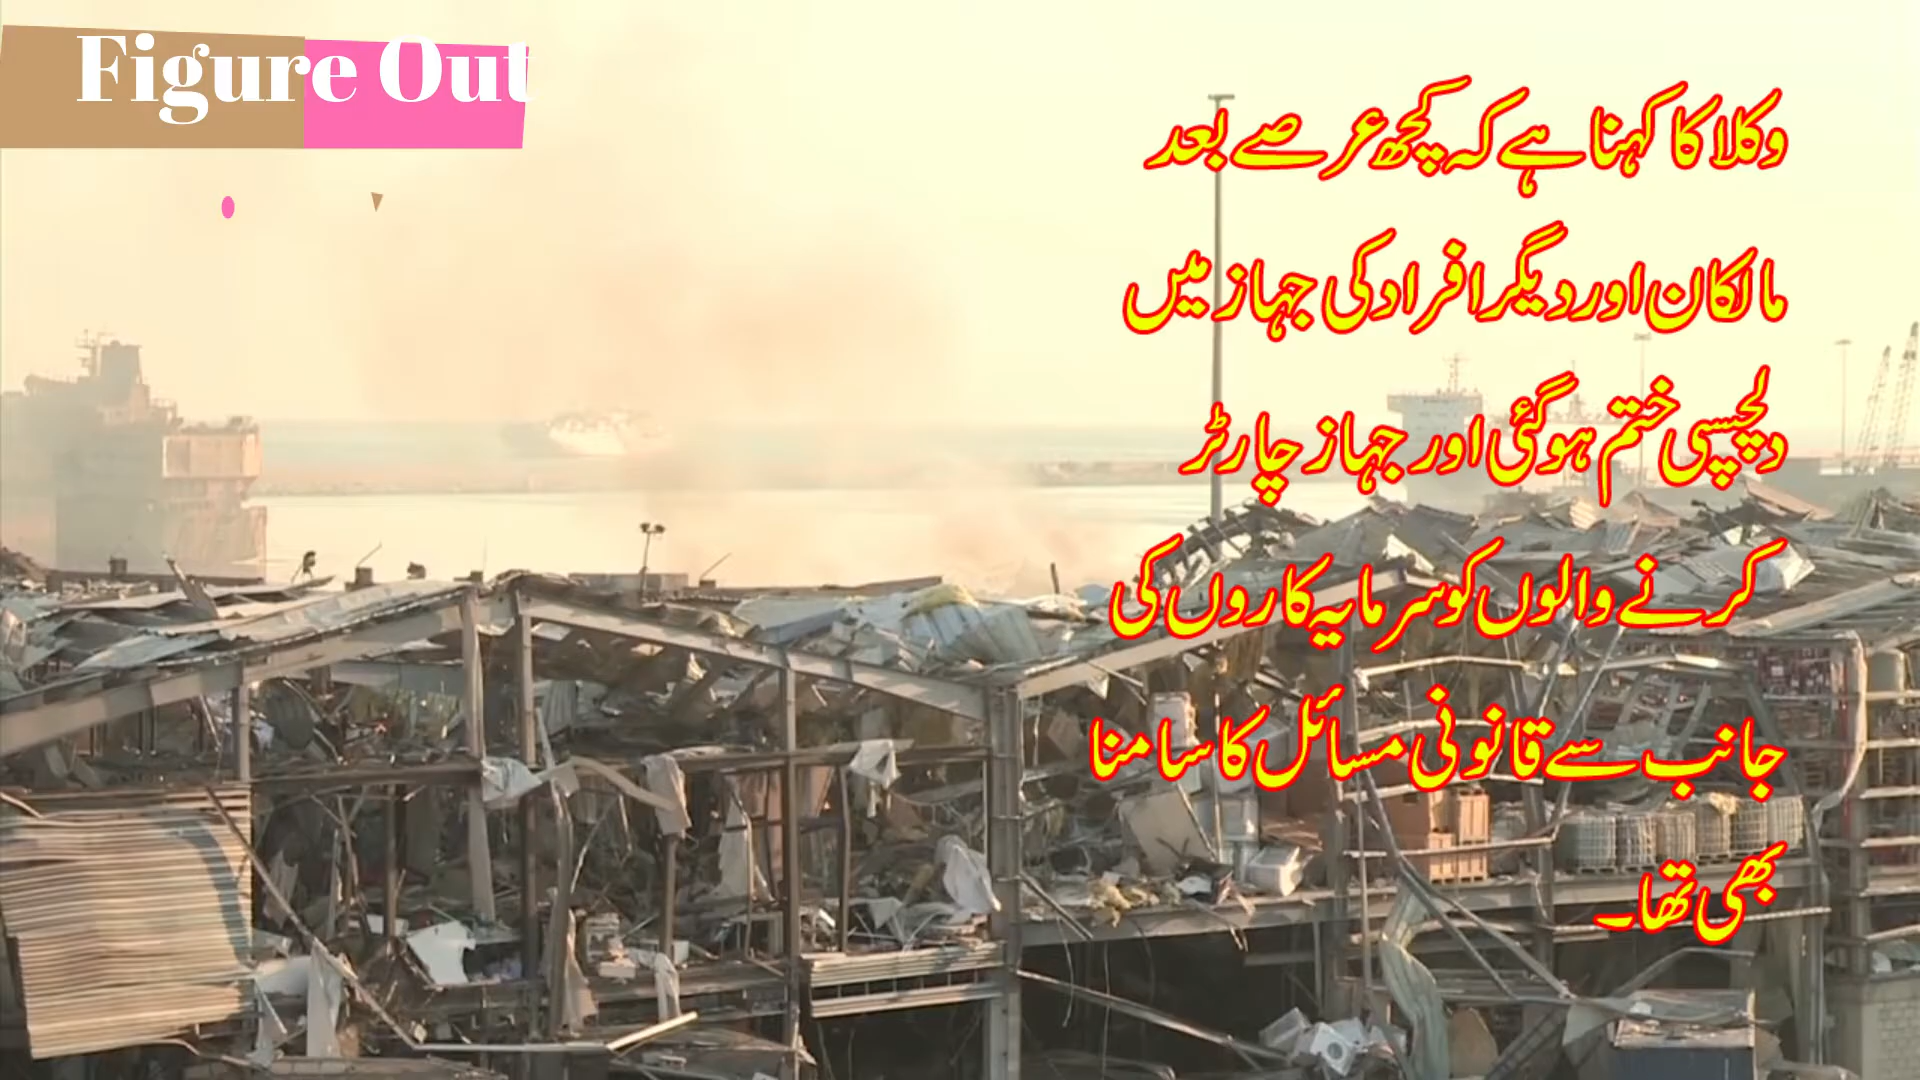 Figure Out
وکلا کا کہنا ہے کہ کچھ عرصے بعد
مالکان اور دیگر افراد کی جہاز میں
دلچسپی ختم ہوگئی اور جہاز چارٹر
کرنے والوں کو سرمایہ کاروں کی
جانب سے قانونی مسائل کا سامنا
بھی تھا۔